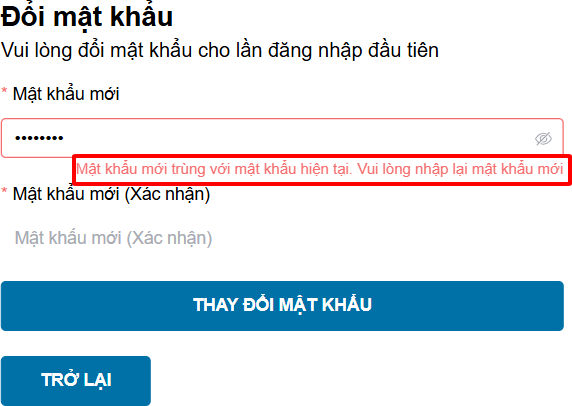 Đổi mật khẩu
Vui lòng đổi mật khẩu cho lần đăng nhập đầu tiên
* Mật khẩu mới
••••••••
Mật khẩu mới trùng với mật khẩu hiện tại. Vui lòng nhập lại mật khẩu mới
* Mật khẩu mới (Xác nhận)
Mật khẩu mới (Xác nhận)
THAY ĐỔI MẬT KHẨU
TRỞ LẠI